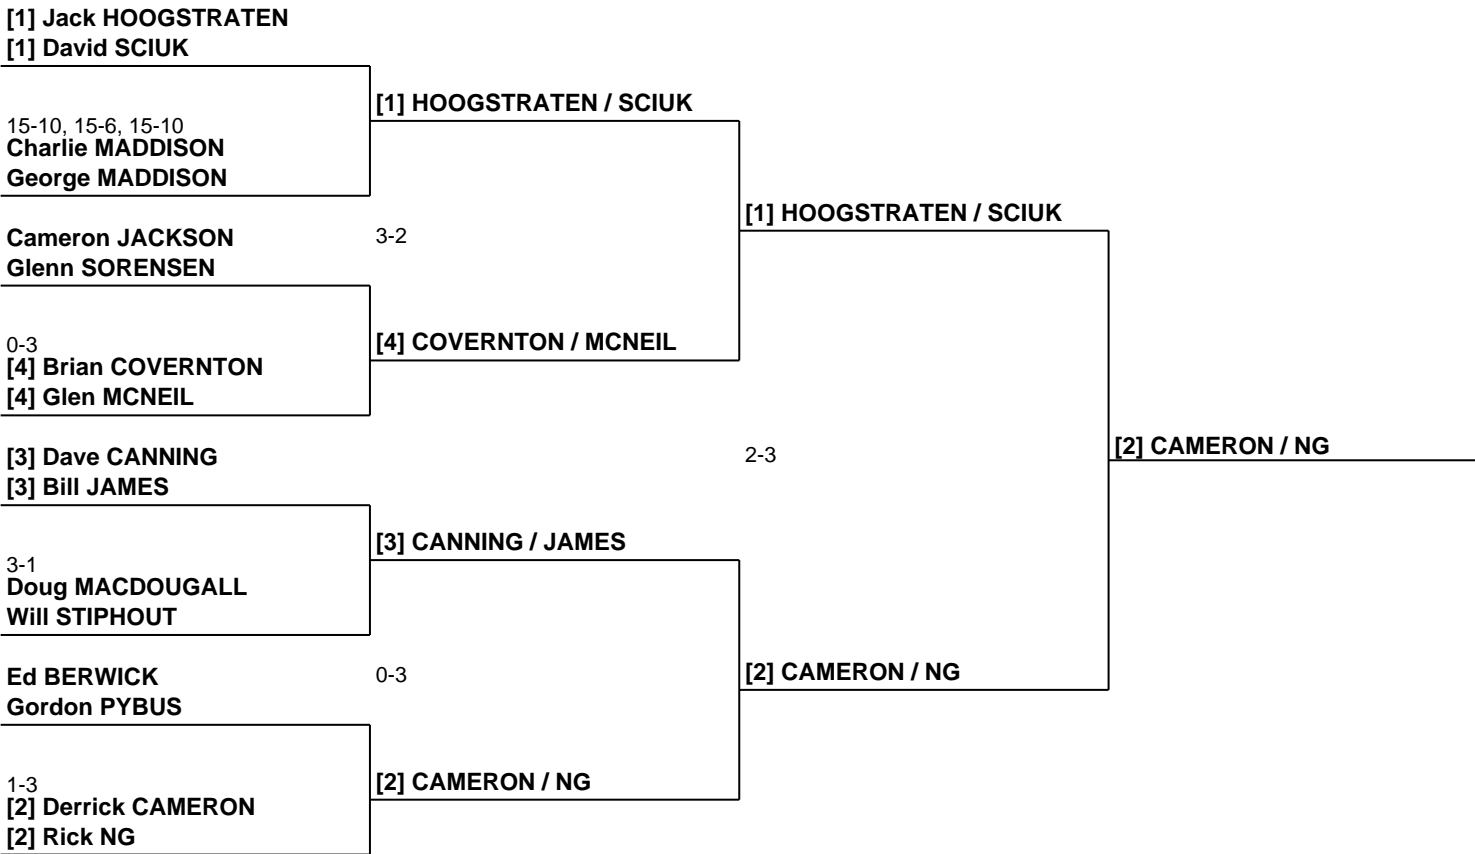 [1] Jack HOOGSTRATEN
[1] David SCIUK
[1] HOOGSTRATEN / SCIUK
15-10, 15-6, 15-10
Charlie MADDISON
George MADDISON
[1] HOOGSTRATEN / SCIUK
Cameron JACKSON
3-2
Glenn SORENSEN
[4] COVERNTON / MCNEIL
0-3
[4] Brian COVERNTON
[4] Glen MCNEIL
[2] CAMERON / NG
[3] Dave CANNING
2-3
[3] Bill JAMES
[3] CANNING / JAMES
3-1
Doug MACDOUGALL
Will STIPHOUT
[2] CAMERON / NG
Ed BERWICK
0-3
Gordon PYBUS
[2] CAMERON / NG
1-3
[2] Derrick CAMERON
[2] Rick NG